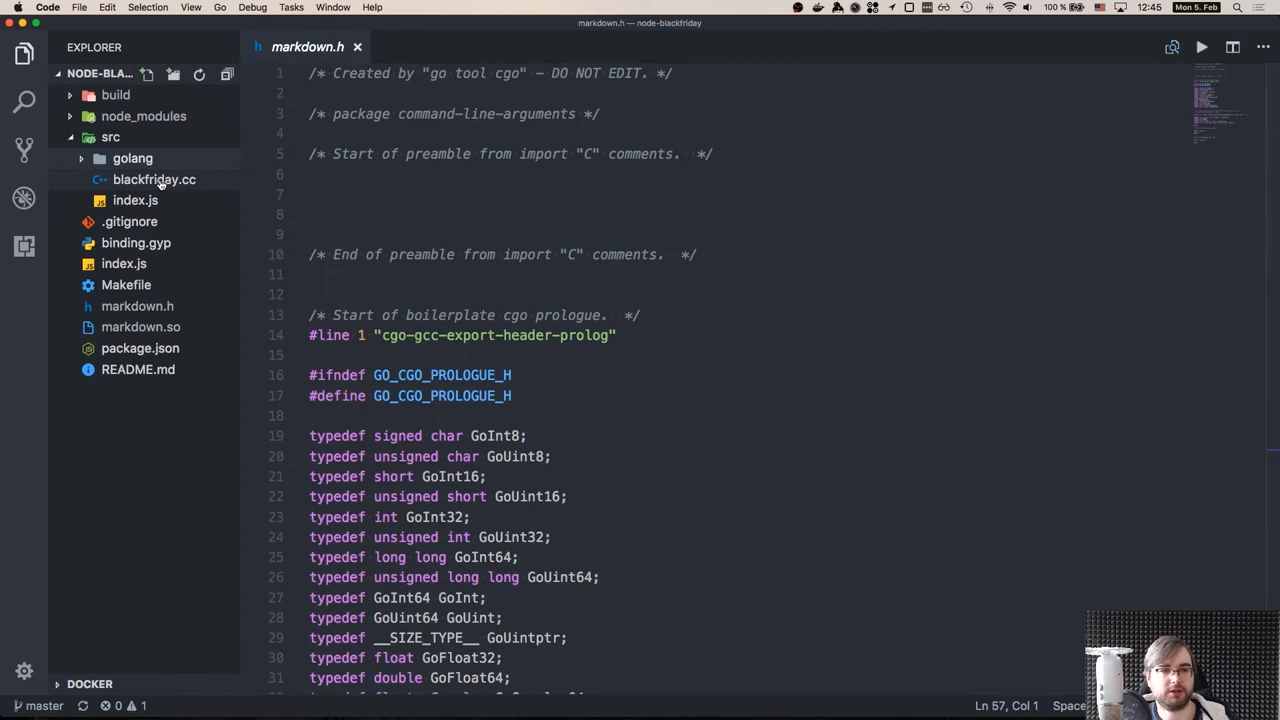 Code File Edit Selection View Go Debug Tasks Window Help 100 % 12:45 Mon 5. Feb
markdown.h — node-blackfriday
EXPLORER
markdown.h
NODE-BLA...
build
node_modules
src
golang
blackfriday.cc
index.js
.gitignore
binding.gyp
index.js
Makefile
markdown.h
markdown.so
package.json
README.md
DOCKER
1 /* Created by "go tool cgo" - DO NOT EDIT. */
2
3 /* package command-line-arguments */
4
5 /* Start of preamble from import "C" comments. */
6
7
8
9
10 /* End of preamble from import "C" comments. */
11
12
13 /* Start of boilerplate cgo prologue. */
14 #line 1 "cgo-gcc-export-header-prolog"
15
16 #ifndef GO_CGO_PROLOGUE_H
17 #define GO_CGO_PROLOGUE_H
18
19 typedef signed char GoInt8;
20 typedef unsigned char GoUint8;
21 typedef short GoInt16;
22 typedef unsigned short GoUint16;
23 typedef int GoInt32;
24 typedef unsigned int GoUint32;
25 typedef long long GoInt64;
26 typedef unsigned long long GoUint64;
27 typedef GoInt64 GoInt;
28 typedef GoUint64 GoUint;
29 typedef __SIZE_TYPE__ GoUintptr;
30 typedef float GoFloat32;
31 typedef double GoFloat64;
master 0 1 Ln 57, Col 1 Space